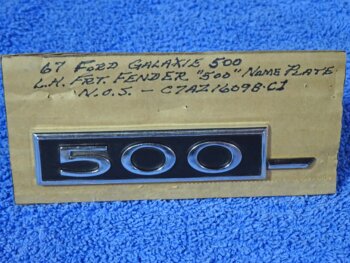 67 FORD GALAXIE 500
L.H. FRT. FENDER "500" NAME PLATE
N.O.S. - C7AZ16098-C1
500